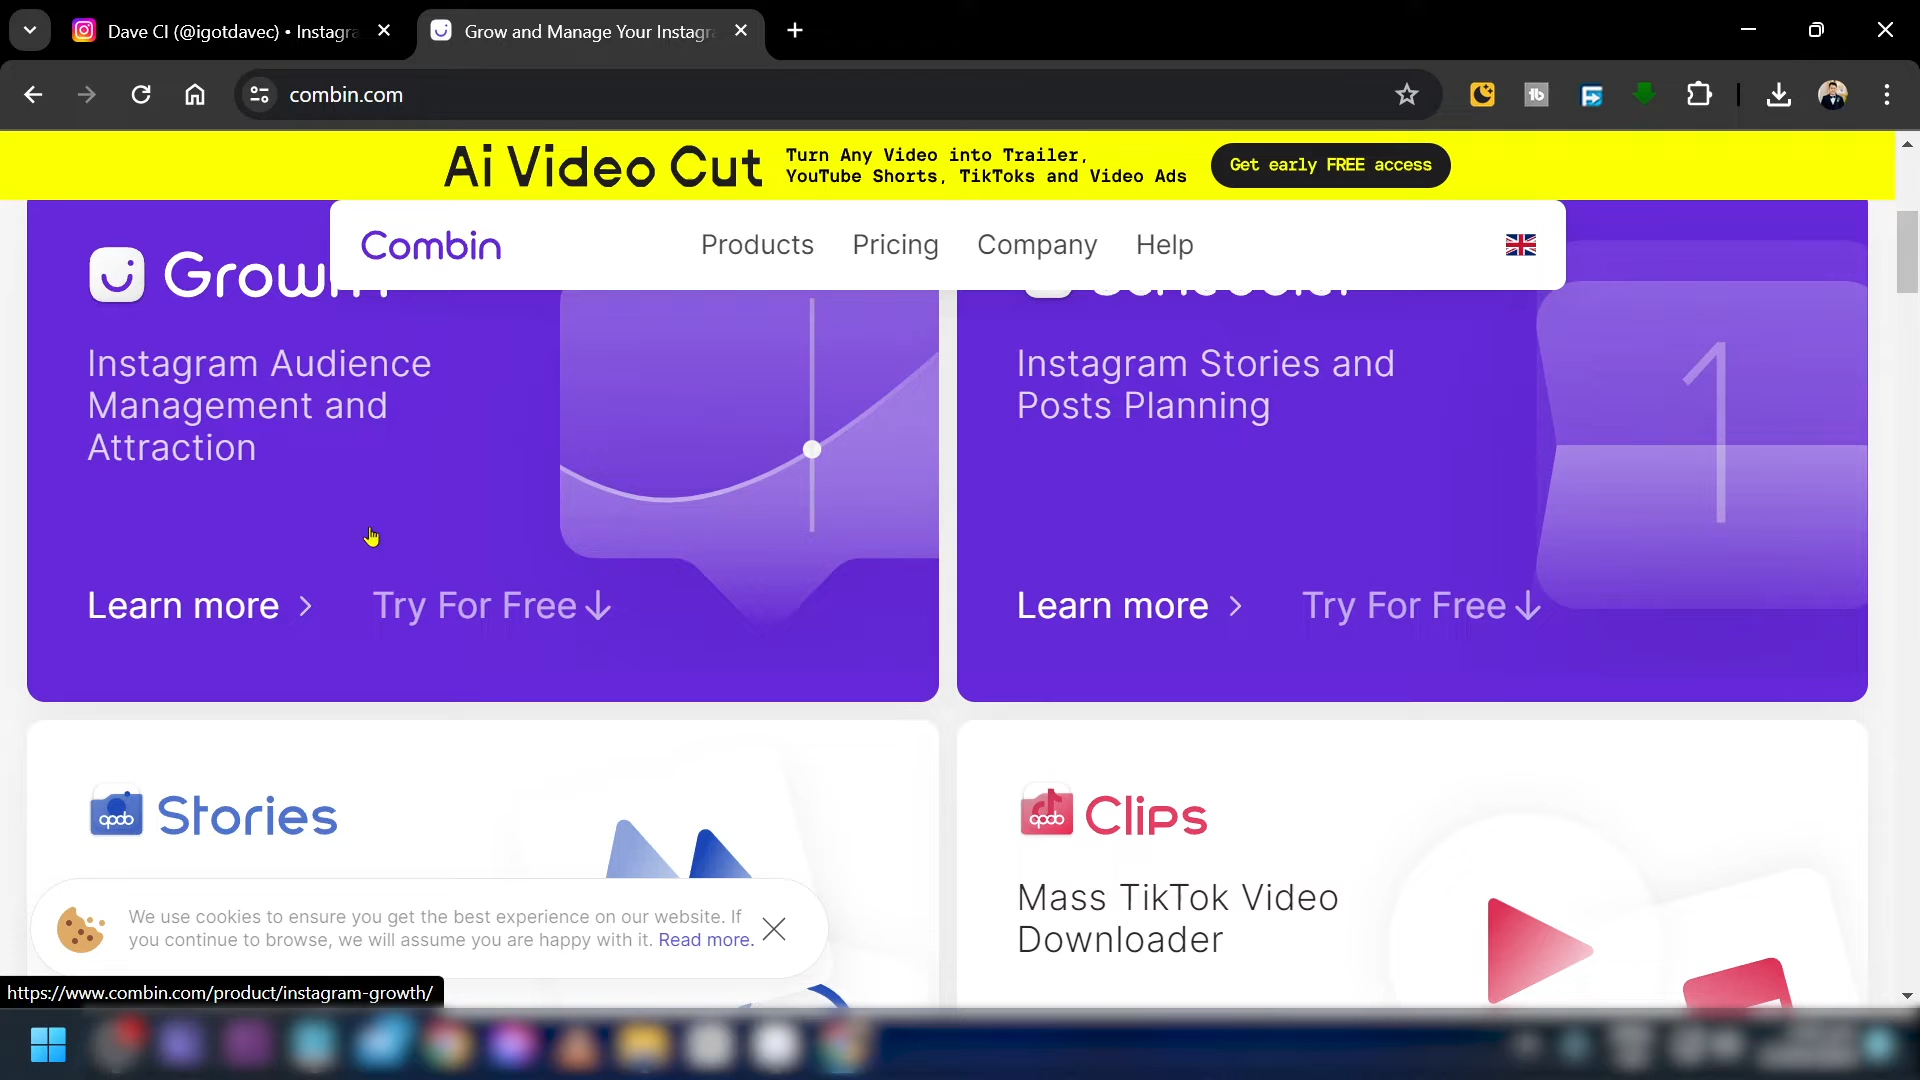 Dave CI (@igotdavec) • Instagra
Grow and Manage Your Instagr
combin.com
Ai Video Cut
Turn Any Video into Trailer,
YouTube Shorts, TikToks and Video Ads
Get early FREE access
Combin
Products
Pricing
Company
Help
Growth
Instagram Audience
Management and
Attraction
Learn more
Try For Free
Instagram Stories and
Posts Planning
1
Learn more
Try For Free
qpdb
Stories
qpdb
Clips
Mass TikTok Video
Downloader
We use cookies to ensure you get the best experience on our website. If
you continue to browse, we will assume you are happy with it. Read more.
https://www.combin.com/product/instagram-growth/